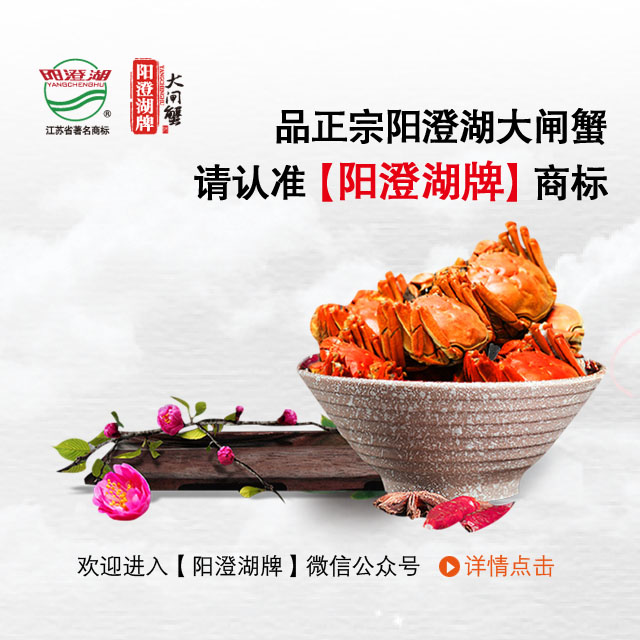 阳澄湖
YANGCHENGHU
®
江苏省著名商标
阳澄湖牌
YANGCHENGHU
大闸蟹
品正宗阳澄湖大闸蟹
请认准【阳澄湖牌】商标
欢迎进入【阳澄湖牌】微信公众号 详情点击